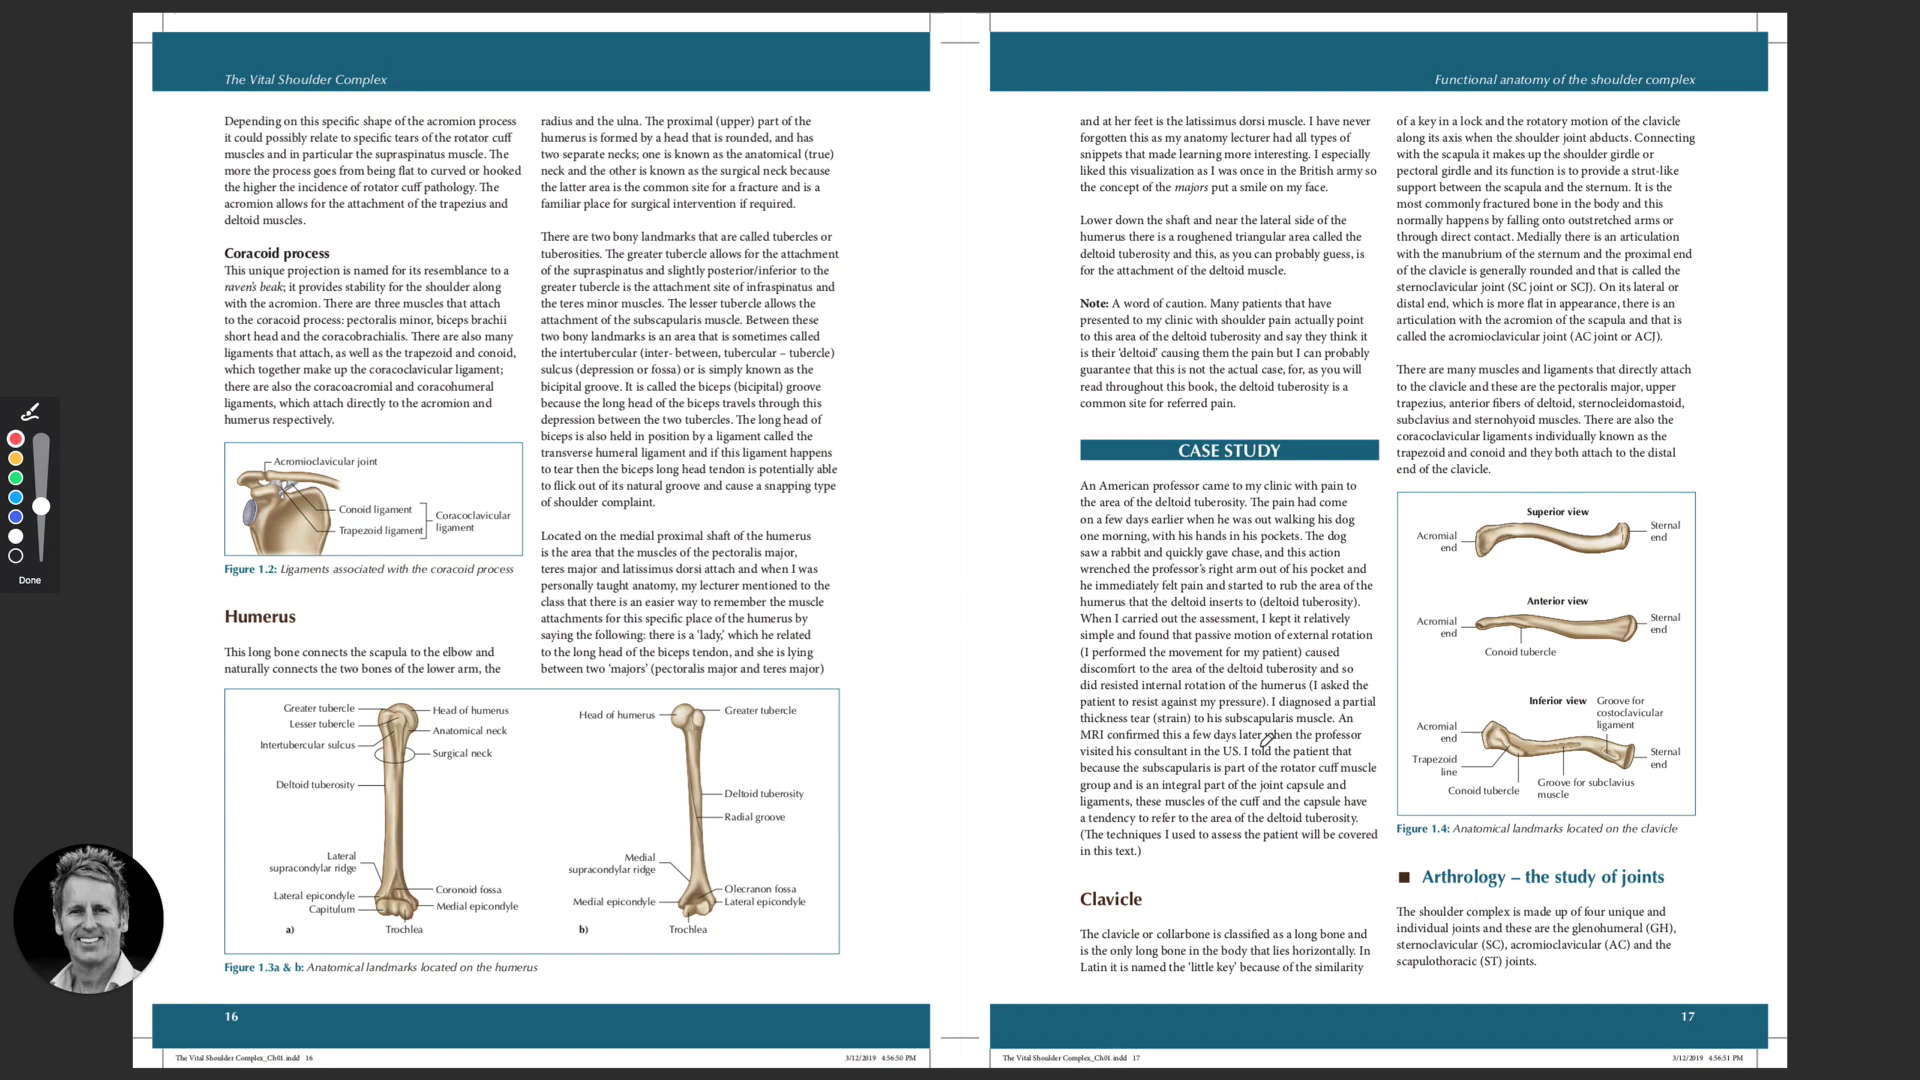 The Vital Shoulder Complex
Depending on this specific shape of the acromion process
it could possibly relate to specific tears of the rotator cuff
muscles and in particular the supraspinatus muscle. The
more the process goes from being flat to curved or hooked
the higher the incidence of rotator cuff pathology. The
acromion allows for the attachment of the trapezius and
deltoid muscles.
Coracoid process
This unique projection is named for its resemblance to a
raven's beak; it provides stability for the shoulder along
with the acromion. There are three muscles that attach
to the coracoid process: pectoralis minor, biceps brachii
short head and the coracobrachialis. There are also many
ligaments that attach, as well as the trapezoid and conoid,
which together make up the coracoclavicular ligament;
there are also the coracoacromial and coracohumeral
ligaments, which attach directly to the acromion and
humerus respectively.
Acromioclavicular joint
Conoid ligament
Trapezoid ligament
Coracoclavicular
ligament
Figure 1.2: Ligaments associated with the coracoid process
Humerus
This long bone connects the scapula to the elbow and
naturally connects the two bones of the lower arm, the
radius and the ulna. The proximal (upper) part of the
humerus is formed by a head that is rounded, and has
two separate necks; one is known as the anatomical (true)
neck and the other is known as the surgical neck because
the latter area is the common site for a fracture and is a
familiar place for surgical intervention if required.
There are two bony landmarks that are called tubercles or
tuberosities. The greater tubercle allows for the attachment
of the supraspinatus and slightly posterior/inferior to the
greater tubercle is the attachment site of infraspinatus and
the teres minor muscles. The lesser tubercle allows the
attachment of the subscapularis muscle. Between these
two bony landmarks is an area that is sometimes called
the intertubercular (inter- between, tubercular – tubercle)
sulcus (depression or fossa) or is simply known as the
bicipital groove. It is called the biceps (bicipital) groove
because the long head of the biceps travels through this
depression between the two tubercles. The long head of
biceps is also held in position by a ligament called the
transverse humeral ligament and if this ligament happens
to tear then the biceps long head tendon is potentially able
to flick out of its natural groove and cause a snapping type
of shoulder complaint.
Located on the medial proximal shaft of the humerus
is the area that the muscles of the pectoralis major,
teres major and latissimus dorsi attach and when I was
personally taught anatomy, my lecturer mentioned to the
class that there is an easier way to remember the muscle
attachments for this specific place of the humerus by
saying the following: there is a 'lady,' which he related
to the long head of the biceps tendon, and she is lying
between two 'majors' (pectoralis major and teres major)
Greater tubercle
Lesser tubercle
Intertubercular sulcus
Deltoid tuberosity
Lateral
supracondylar ridge
Lateral epicondyle
Capitulum
Head of humerus
Anatomical neck
Surgical neck
Coronoid fossa
Medial epicondyle
a)
Trochlea
Head of humerus
Medial
supracondylar ridge
Medial epicondyle
Greater tubercle
Deltoid tuberosity
Radial groove
Olecranon fossa
Lateral epicondyle
b)
Trochlea
Figure 1.3a & b: Anatomical landmarks located on the humerus
16
The Vital Shoulder Complex_Ch01.indd 16
3/12/2019 4:56:50 PM
Functional anatomy of the shoulder complex
and at her feet is the latissimus dorsi muscle. I have never
forgotten this as my anatomy lecturer had all types of
snippets that made learning more interesting. I especially
liked this visualization as I was once in the British army so
the concept of the majors put a smile on my face.
Lower down the shaft and near the lateral side of the
humerus there is a roughened triangular area called the
deltoid tuberosity and this, as you can probably guess, is
for the attachment of the deltoid muscle.
Note: A word of caution. Many patients that have
presented to my clinic with shoulder pain actually point
to this area of the deltoid tuberosity and say they think it
is their 'deltoid' causing them the pain but I can probably
guarantee that this is not the actual case, for, as you will
read throughout this book, the deltoid tuberosity is a
common site for referred pain.
CASE STUDY
An American professor came to my clinic with pain to
the area of the deltoid tuberosity. The pain had come
on a few days earlier when he was out walking his dog
one morning, with his hands in his pockets. The dog
saw a rabbit and quickly gave chase, and this action
wrenched the professor's right arm out of his pocket and
he immediately felt pain and started to rub the area of the
humerus that the deltoid inserts to (deltoid tuberosity).
When I carried out the assessment, I kept it relatively
simple and found that passive motion of external rotation
(I performed the movement for my patient) caused
discomfort to the area of the deltoid tuberosity and so
did resisted internal rotation of the humerus (I asked the
patient to resist against my pressure). I diagnosed a partial
thickness tear (strain) to his subscapularis muscle. An
MRI confirmed this a few days later when the professor
visited his consultant in the US. I told the patient that
because the subscapularis is part of the rotator cuff muscle
group and is an integral part of the joint capsule and
ligaments, these muscles of the cuff and the capsule have
a tendency to refer to the area of the deltoid tuberosity.
(The techniques I used to assess the patient will be covered
in this text.)
Clavicle
The clavicle or collarbone is classified as a long bone and
is the only long bone in the body that lies horizontally. In
Latin it is named the 'little key' because of the similarity
of a key in a lock and the rotatory motion of the clavicle
along its axis when the shoulder joint abducts. Connecting
with the scapula it makes up the shoulder girdle or
pectoral girdle and its function is to provide a strut-like
support between the scapula and the sternum. It is the
most commonly fractured bone in the body and this
normally happens by falling onto outstretched arms or
through direct contact. Medially there is an articulation
with the manubrium of the sternum and the proximal end
of the clavicle is generally rounded and that is called the
sternoclavicular joint (SC joint or SCJ). On its lateral or
distal end, which is more flat in appearance, there is an
articulation with the acromion of the scapula and that is
called the acromioclavicular joint (AC joint or ACJ).
There are many muscles and ligaments that directly attach
to the clavicle and these are the pectoralis major, upper
trapezius, anterior fibers of deltoid, sternocleidomastoid,
subclavius and sternohyoid muscles. There are also the
coracoclavicular ligaments individually known as the
trapezoid and conoid and they both attach to the distal
end of the clavicle.
Superior view
Acromial
end
Sternal
end
Anterior view
Acromial
end
Sternal
end
Conoid tubercle
Inferior view
Groove for
costoclavicular
ligament
Acromial
end
Trapezoid
line
Sternal
end
Conoid tubercle
Groove for subclavius
muscle
Figure 1.4: Anatomical landmarks located on the clavicle
Arthrology – the study of joints
The shoulder complex is made up of four unique and
individual joints and these are the glenohumeral (GH),
sternoclavicular (SC), acromioclavicular (AC) and the
scapulothoracic (ST) joints.
17
The Vital Shoulder Complex_Ch01.indd 17
3/12/2019 4:56:51 PM
Done